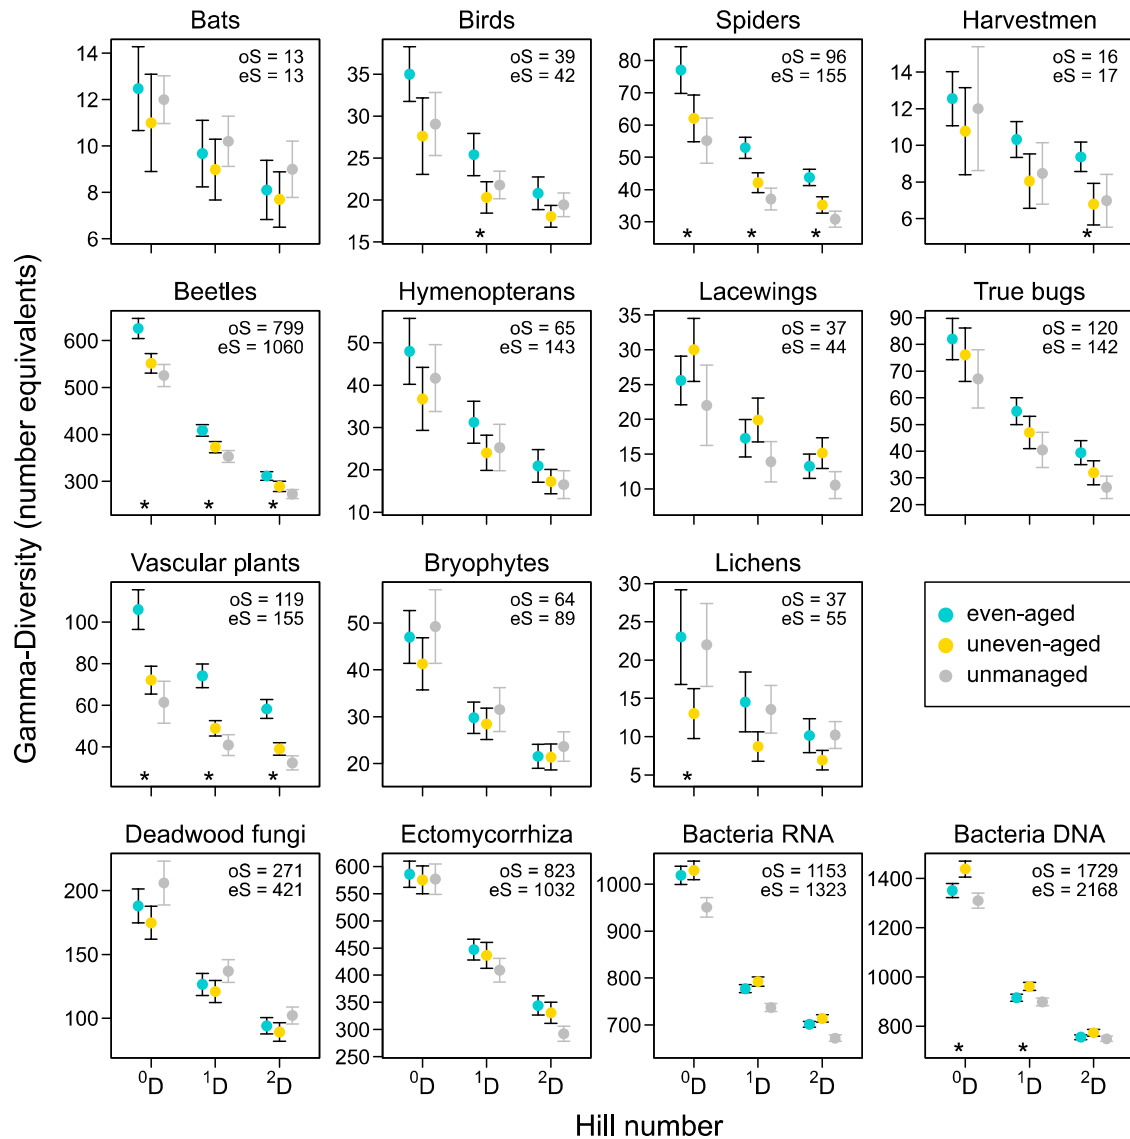 Bats
Birds
Spiders
Harvestmen
oS = 13
eS = 13
14
12
10
8
6
oS = 39
eS = 42
35
30
25
20
15
*
oS = 96
eS = 155
80
70
60
50
40
30
* * *
oS = 16
eS = 17
14
12
10
8
6
*
Beetles
Hymenopterans
Lacewings
True bugs
oS = 799
eS = 1060
600
500
400
300
* * *
oS = 65
eS = 143
50
40
30
20
10
oS = 37
eS = 44
35
30
25
20
15
10
oS = 120
eS = 142
90
80
70
60
50
40
30
20
Gamma-Diversity (number equivalents)
Vascular plants
Bryophytes
Lichens
oS = 119
eS = 155
100
80
60
40
* * *
oS = 64
eS = 89
50
40
30
20
oS = 37
eS = 55
30
25
20
15
10
5
*
even-aged
uneven-aged
unmanaged
Deadwood fungi
Ectomycorrhiza
Bacteria RNA
Bacteria DNA
oS = 271
eS = 421
200
150
100
oS = 823
eS = 1032
600
550
500
450
400
350
300
250
oS = 1153
eS = 1323
1000
900
800
700
oS = 1729
eS = 2168
1400
1200
1000
800
* *
⁰D ¹D ²D
⁰D ¹D ²D
⁰D ¹D ²D
⁰D ¹D ²D
Hill number